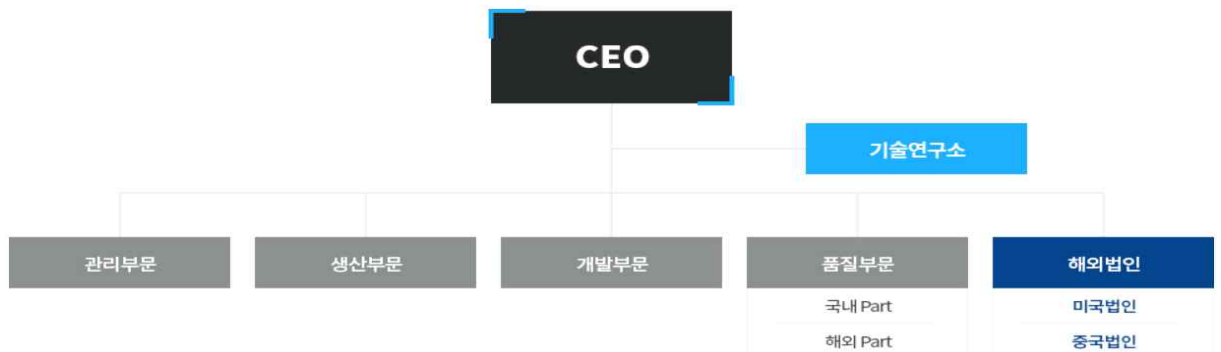 CEO
기술연구소
관리부문
생산부문
개발부문
품질부문
해외법인
국내 Part
미국법인
해외 Part
중국법인